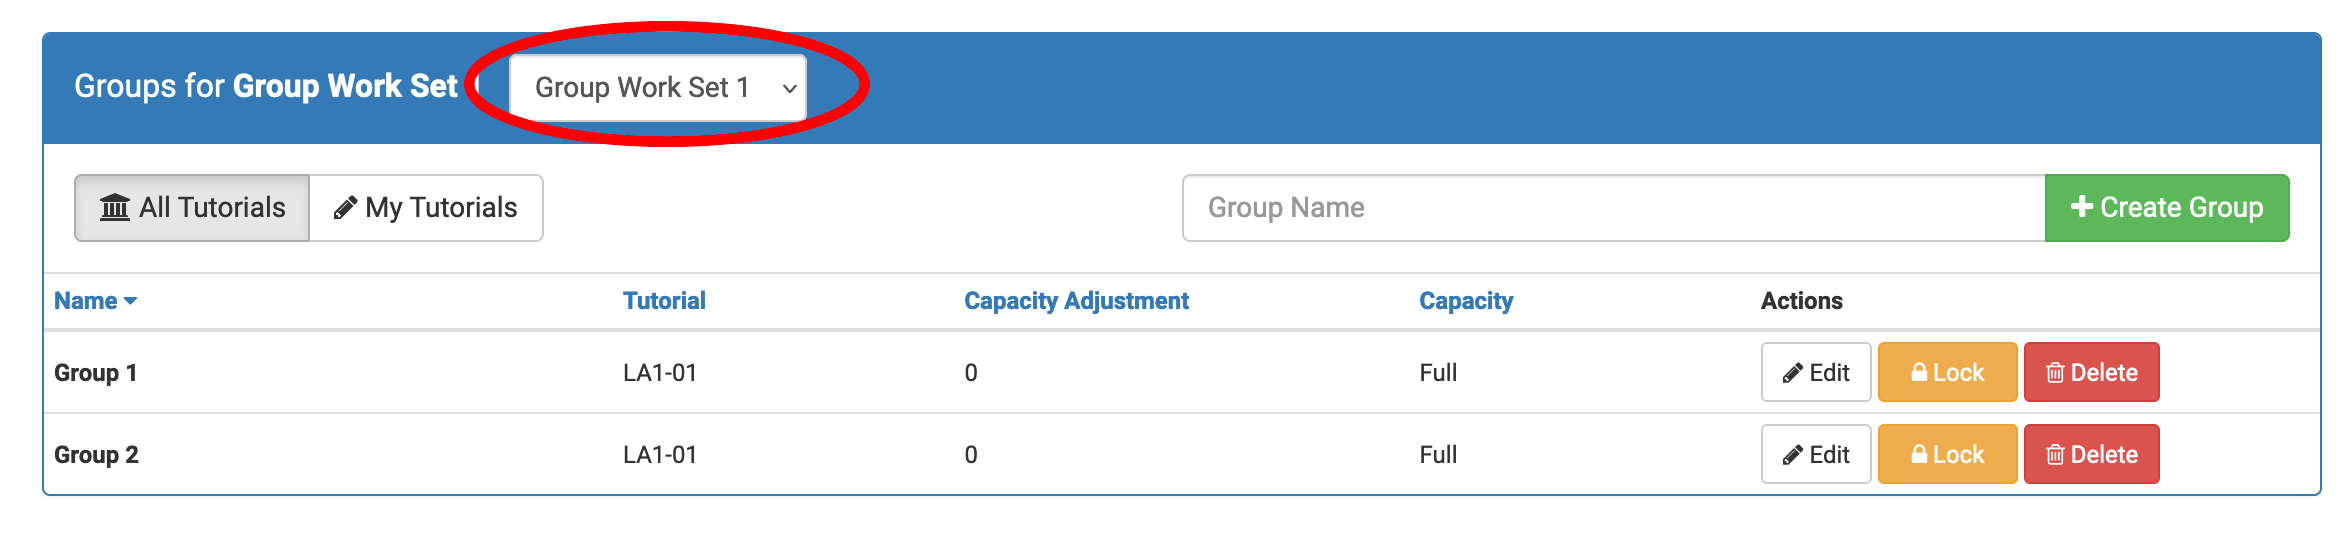 Groups for Group Work Set
Group Work Set 1
All Tutorials
My Tutorials
Group Name
Create Group
Name Tutorial Capacity Adjustment Capacity Actions
Group 1 LA1-01 0 Full Edit Lock Delete
Group 2 LA1-01 0 Full Edit Lock Delete